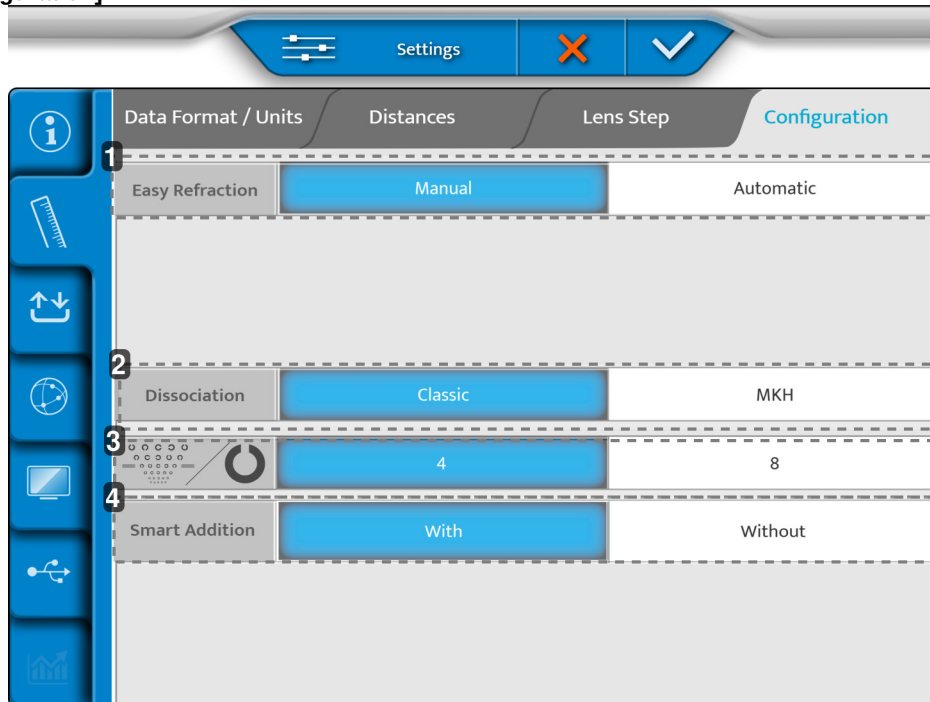 Settings
Data Format / Units Distances Lens Step Configuration
1
Easy Refraction Manual Automatic
2
Dissociation Classic MKH
3
4 8
4
Smart Addition With Without